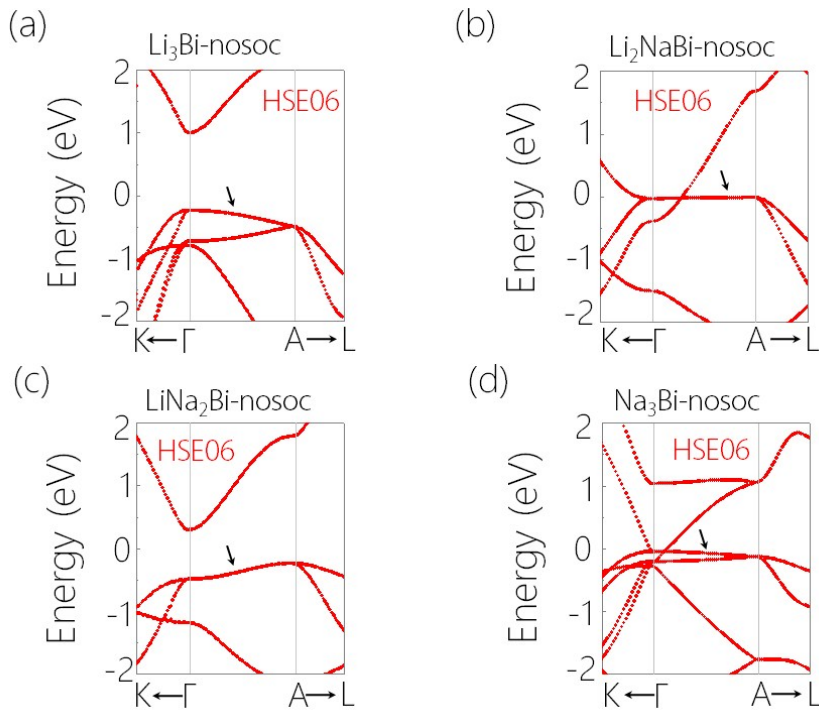 (a)
Li₃Bi-nosoc
HSE06
Energy (eV)
2
1
0
-1
-2
K←Γ A→L
(b)
Li₂NaBi-nosoc
HSE06
Energy (eV)
2
1
0
-1
-2
K←Γ A→L
(c)
LiNa₂Bi-nosoc
HSE06
Energy (eV)
2
1
0
-1
-2
K←Γ A→L
(d)
Na₃Bi-nosoc
HSE06
Energy (eV)
2
1
0
-1
-2
K←Γ A→L